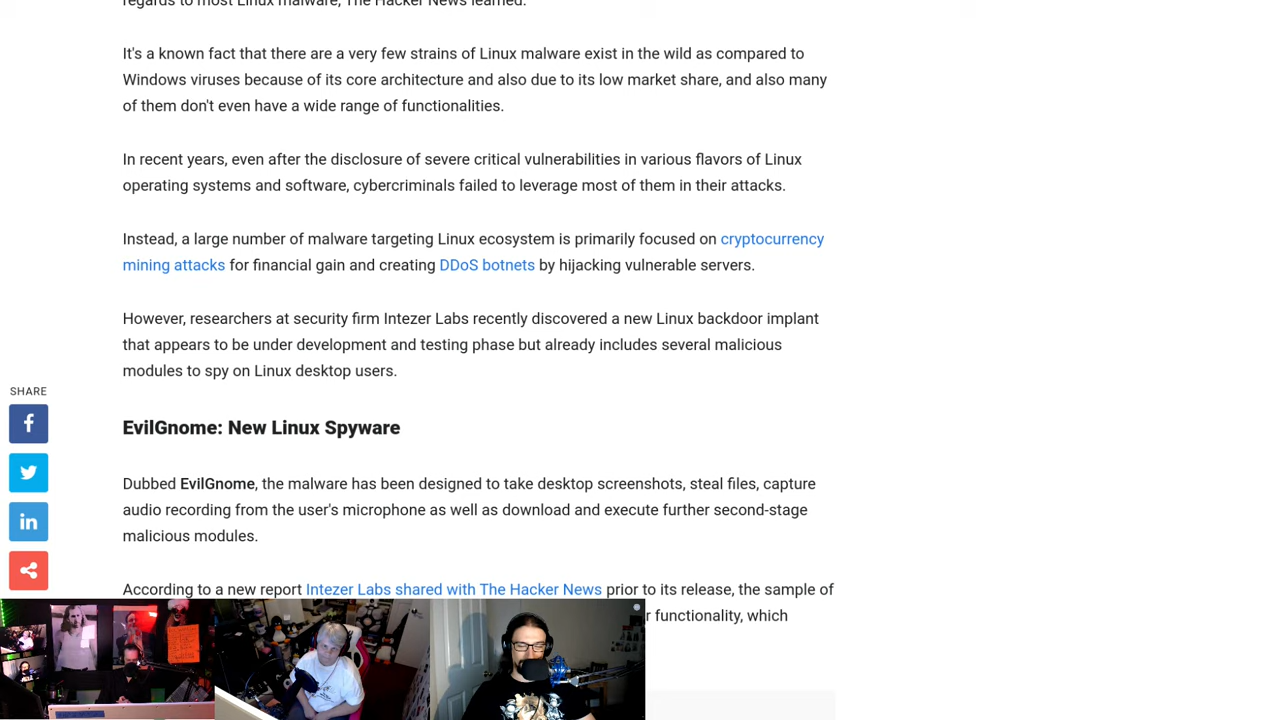 regards to most Linux malware, The Hacker News learned.
It's a known fact that there are a very few strains of Linux malware exist in the wild as compared to
Windows viruses because of its core architecture and also due to its low market share, and also many
of them don't even have a wide range of functionalities.
In recent years, even after the disclosure of severe critical vulnerabilities in various flavors of Linux
operating systems and software, cybercriminals failed to leverage most of them in their attacks.
Instead, a large number of malware targeting Linux ecosystem is primarily focused on cryptocurrency
mining attacks for financial gain and creating DDoS botnets by hijacking vulnerable servers.
However, researchers at security firm Intezer Labs recently discovered a new Linux backdoor implant
that appears to be under development and testing phase but already includes several malicious
modules to spy on Linux desktop users.
SHARE
EvilGnome: New Linux Spyware
Dubbed EvilGnome, the malware has been designed to take desktop screenshots, steal files, capture
audio recording from the user's microphone as well as download and execute further second-stage
malicious modules.
According to a new report Intezer Labs shared with The Hacker News prior to its release, the sample of
functionality, which